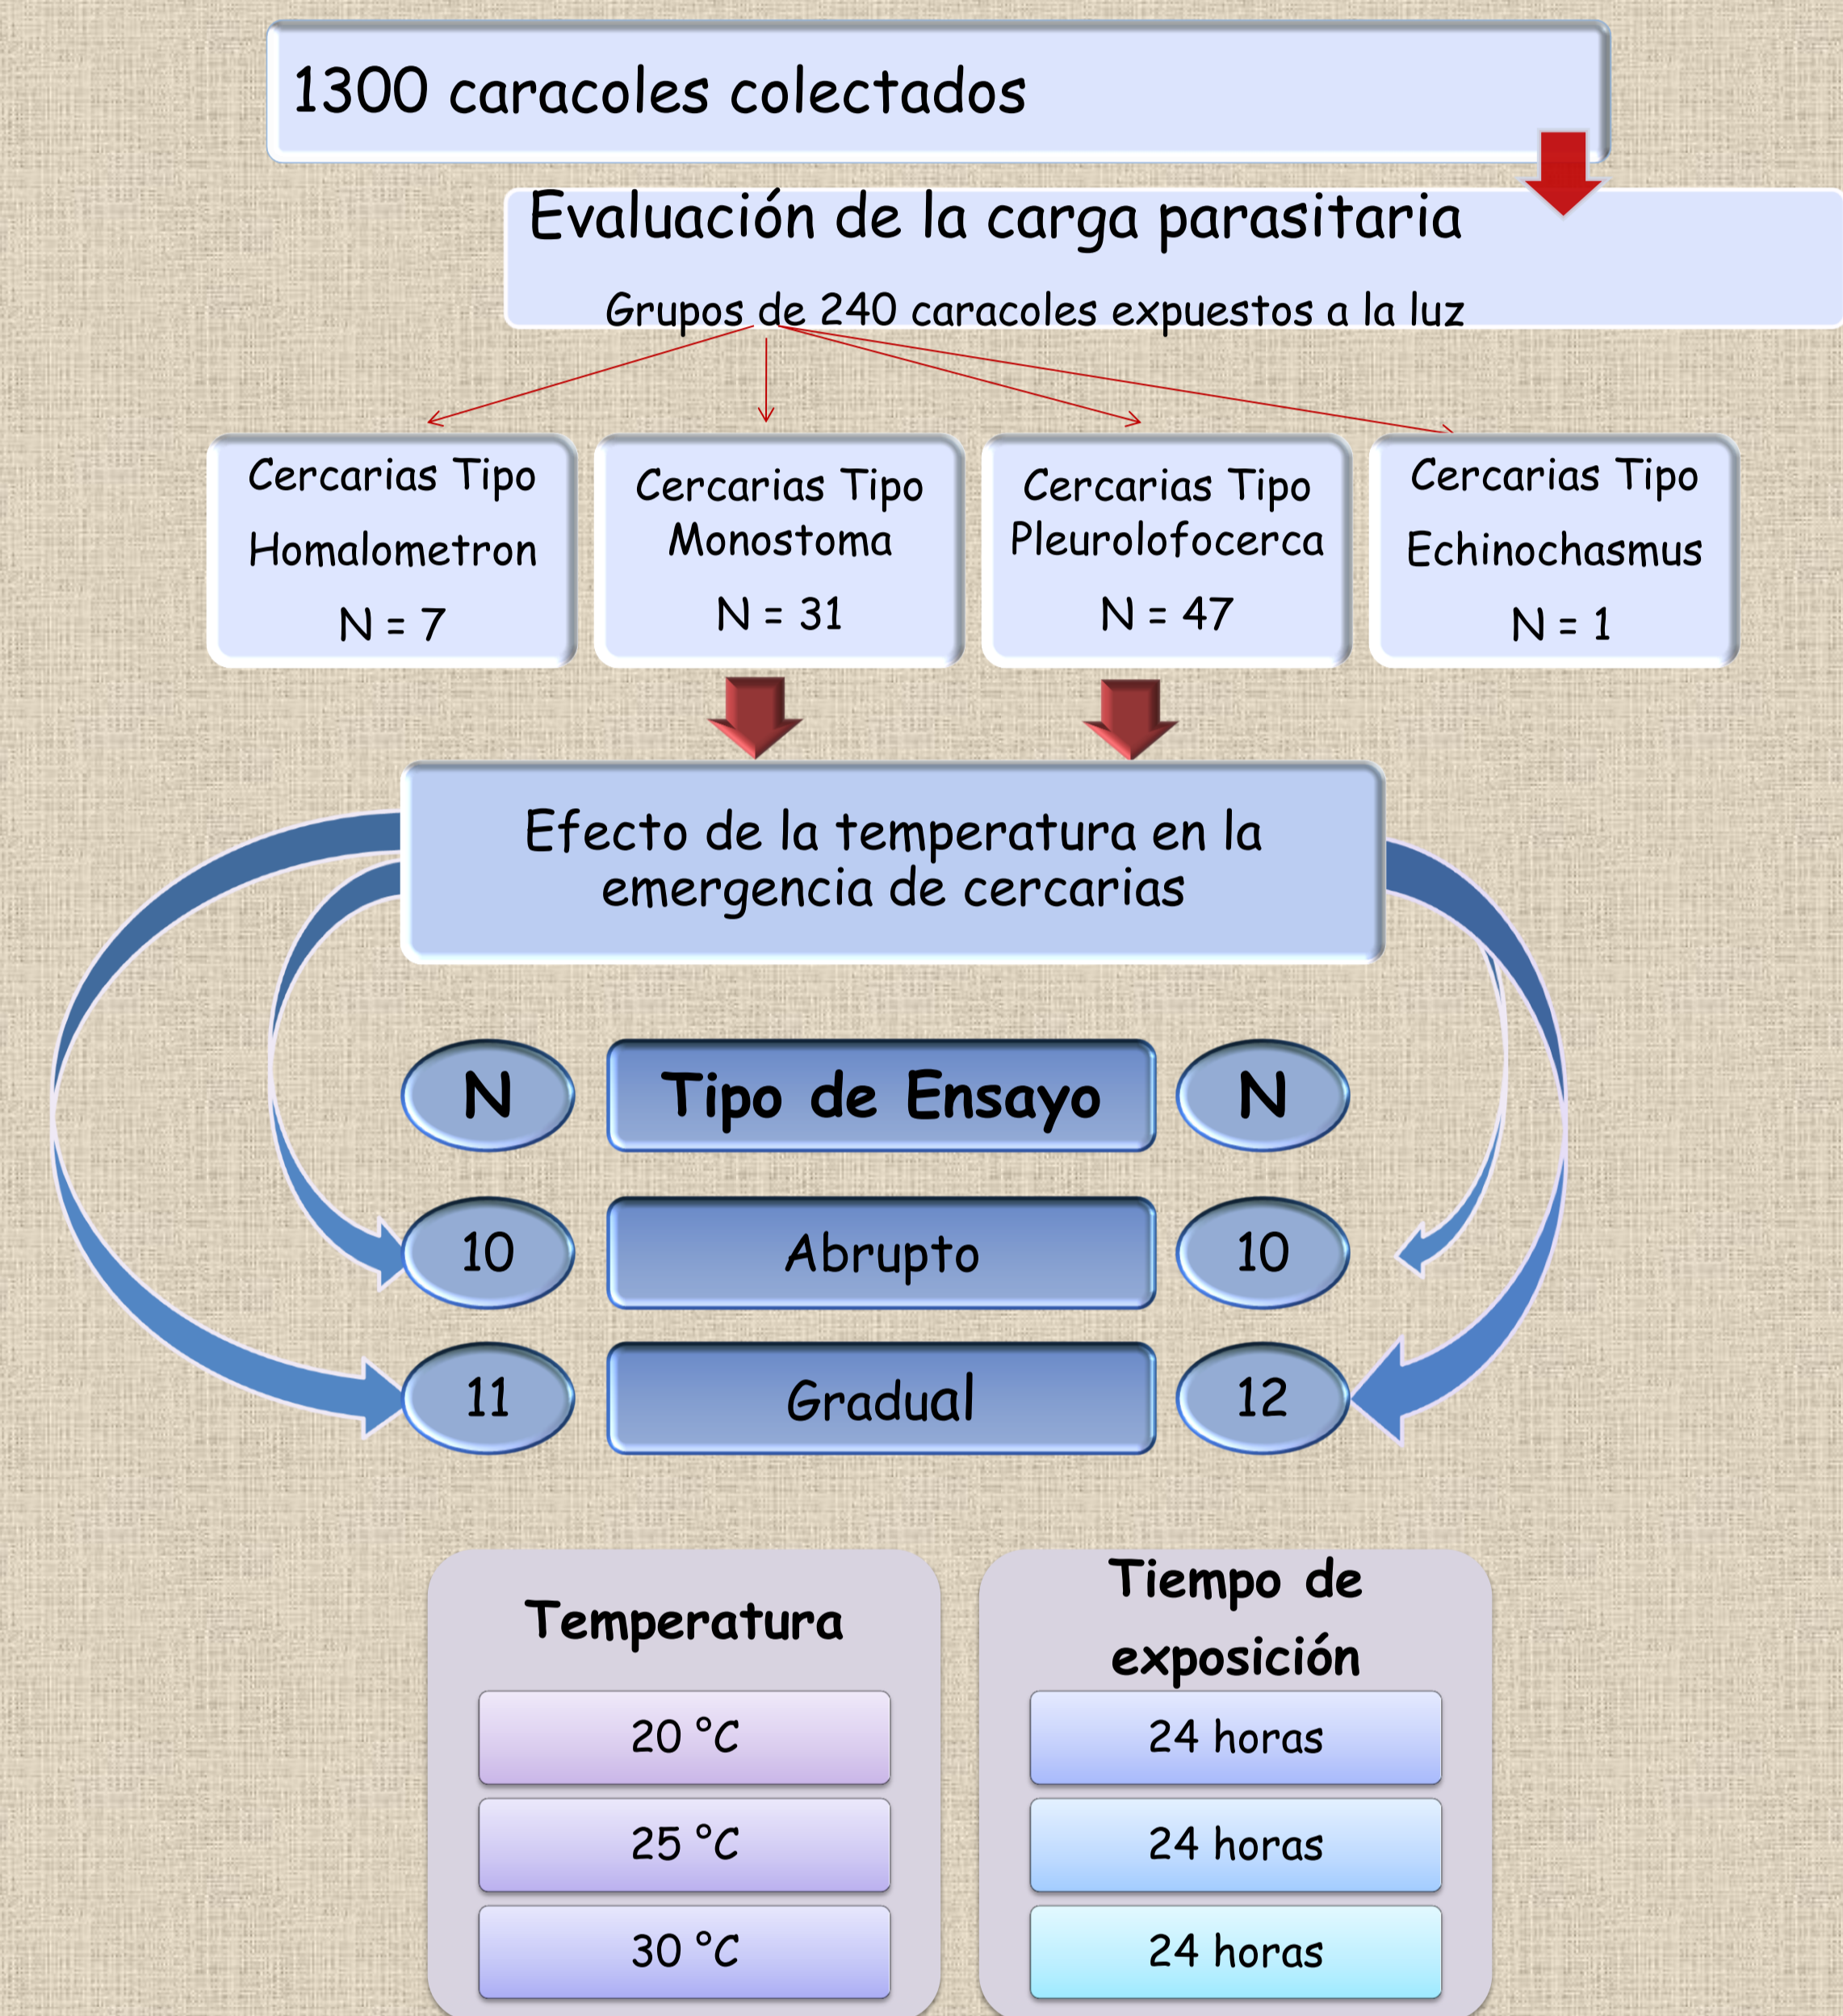 1300 caracoles colectados
Evaluación de la carga parasitaria
Grupos de 240 caracoles expuestos a la luz
Cercarias Tipo
Homalometron
N = 7
Cercarias Tipo
Monostoma
N = 31
Cercarias Tipo
Pleurolofocerca
N = 47
Cercarias Tipo
Echinochasmus
N = 1
Efecto de la temperatura en la
emergencia de cercarias
N
Tipo de Ensayo
N
10
Abrupto
10
11
Gradual
12
Temperatura
20 °C
25 °C
30 °C
Tiempo de
exposición
24 horas
24 horas
24 horas